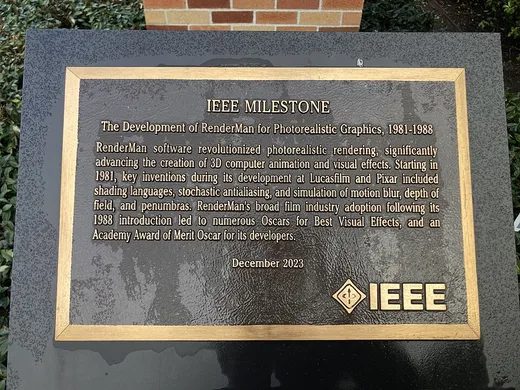 IEEE MILESTONE
The Development of RenderMan for Photorealistic Graphics, 1981-1988
RenderMan software revolutionized photorealistic rendering, significantly
advancing the creation of 3D computer animation and visual effects. Starting in
1981, key inventions during its development at Lucasfilm and Pixar included
shading languages, stochastic antialiasing, and simulation of motion blur, depth of
field, and penumbras. RenderMan's broad film industry adoption following its
1988 introduction led to numerous Oscars for Best Visual Effects, and an
Academy Award of Merit Oscar for its developers.
December 2023
IEEE